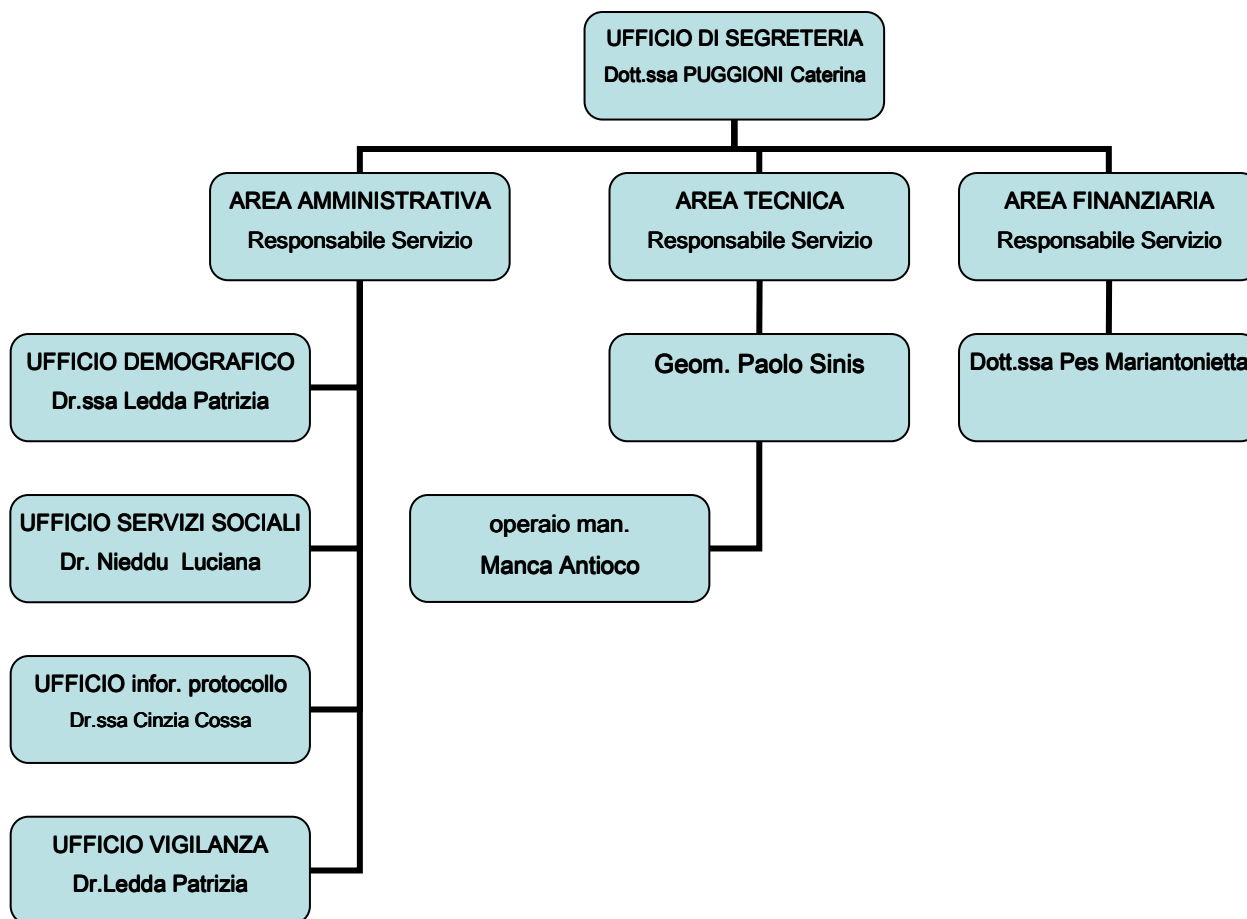 UFFICIO DI SEGRETERIA
Dott.ssa PUGGIONI Caterina
AREA AMMINISTRATIVA
Responsabile Servizio
AREA TECNICA
Responsabile Servizio
AREA FINANZIARIA
Responsabile Servizio
UFFICIO DEMOGRAFICO
Dr.ssa Ledda Patrizia
Geom. Paolo Sinis
Dott.ssa Pes Mariantonietta
UFFICIO SERVIZI SOCIALI
Dr. Nieddu Luciana
operaio man.
Manca Antioco
UFFICIO infor. protocollo
Dr.ssa Cinzia Cossa
UFFICIO VIGILANZA
Dr.Ledda Patrizia